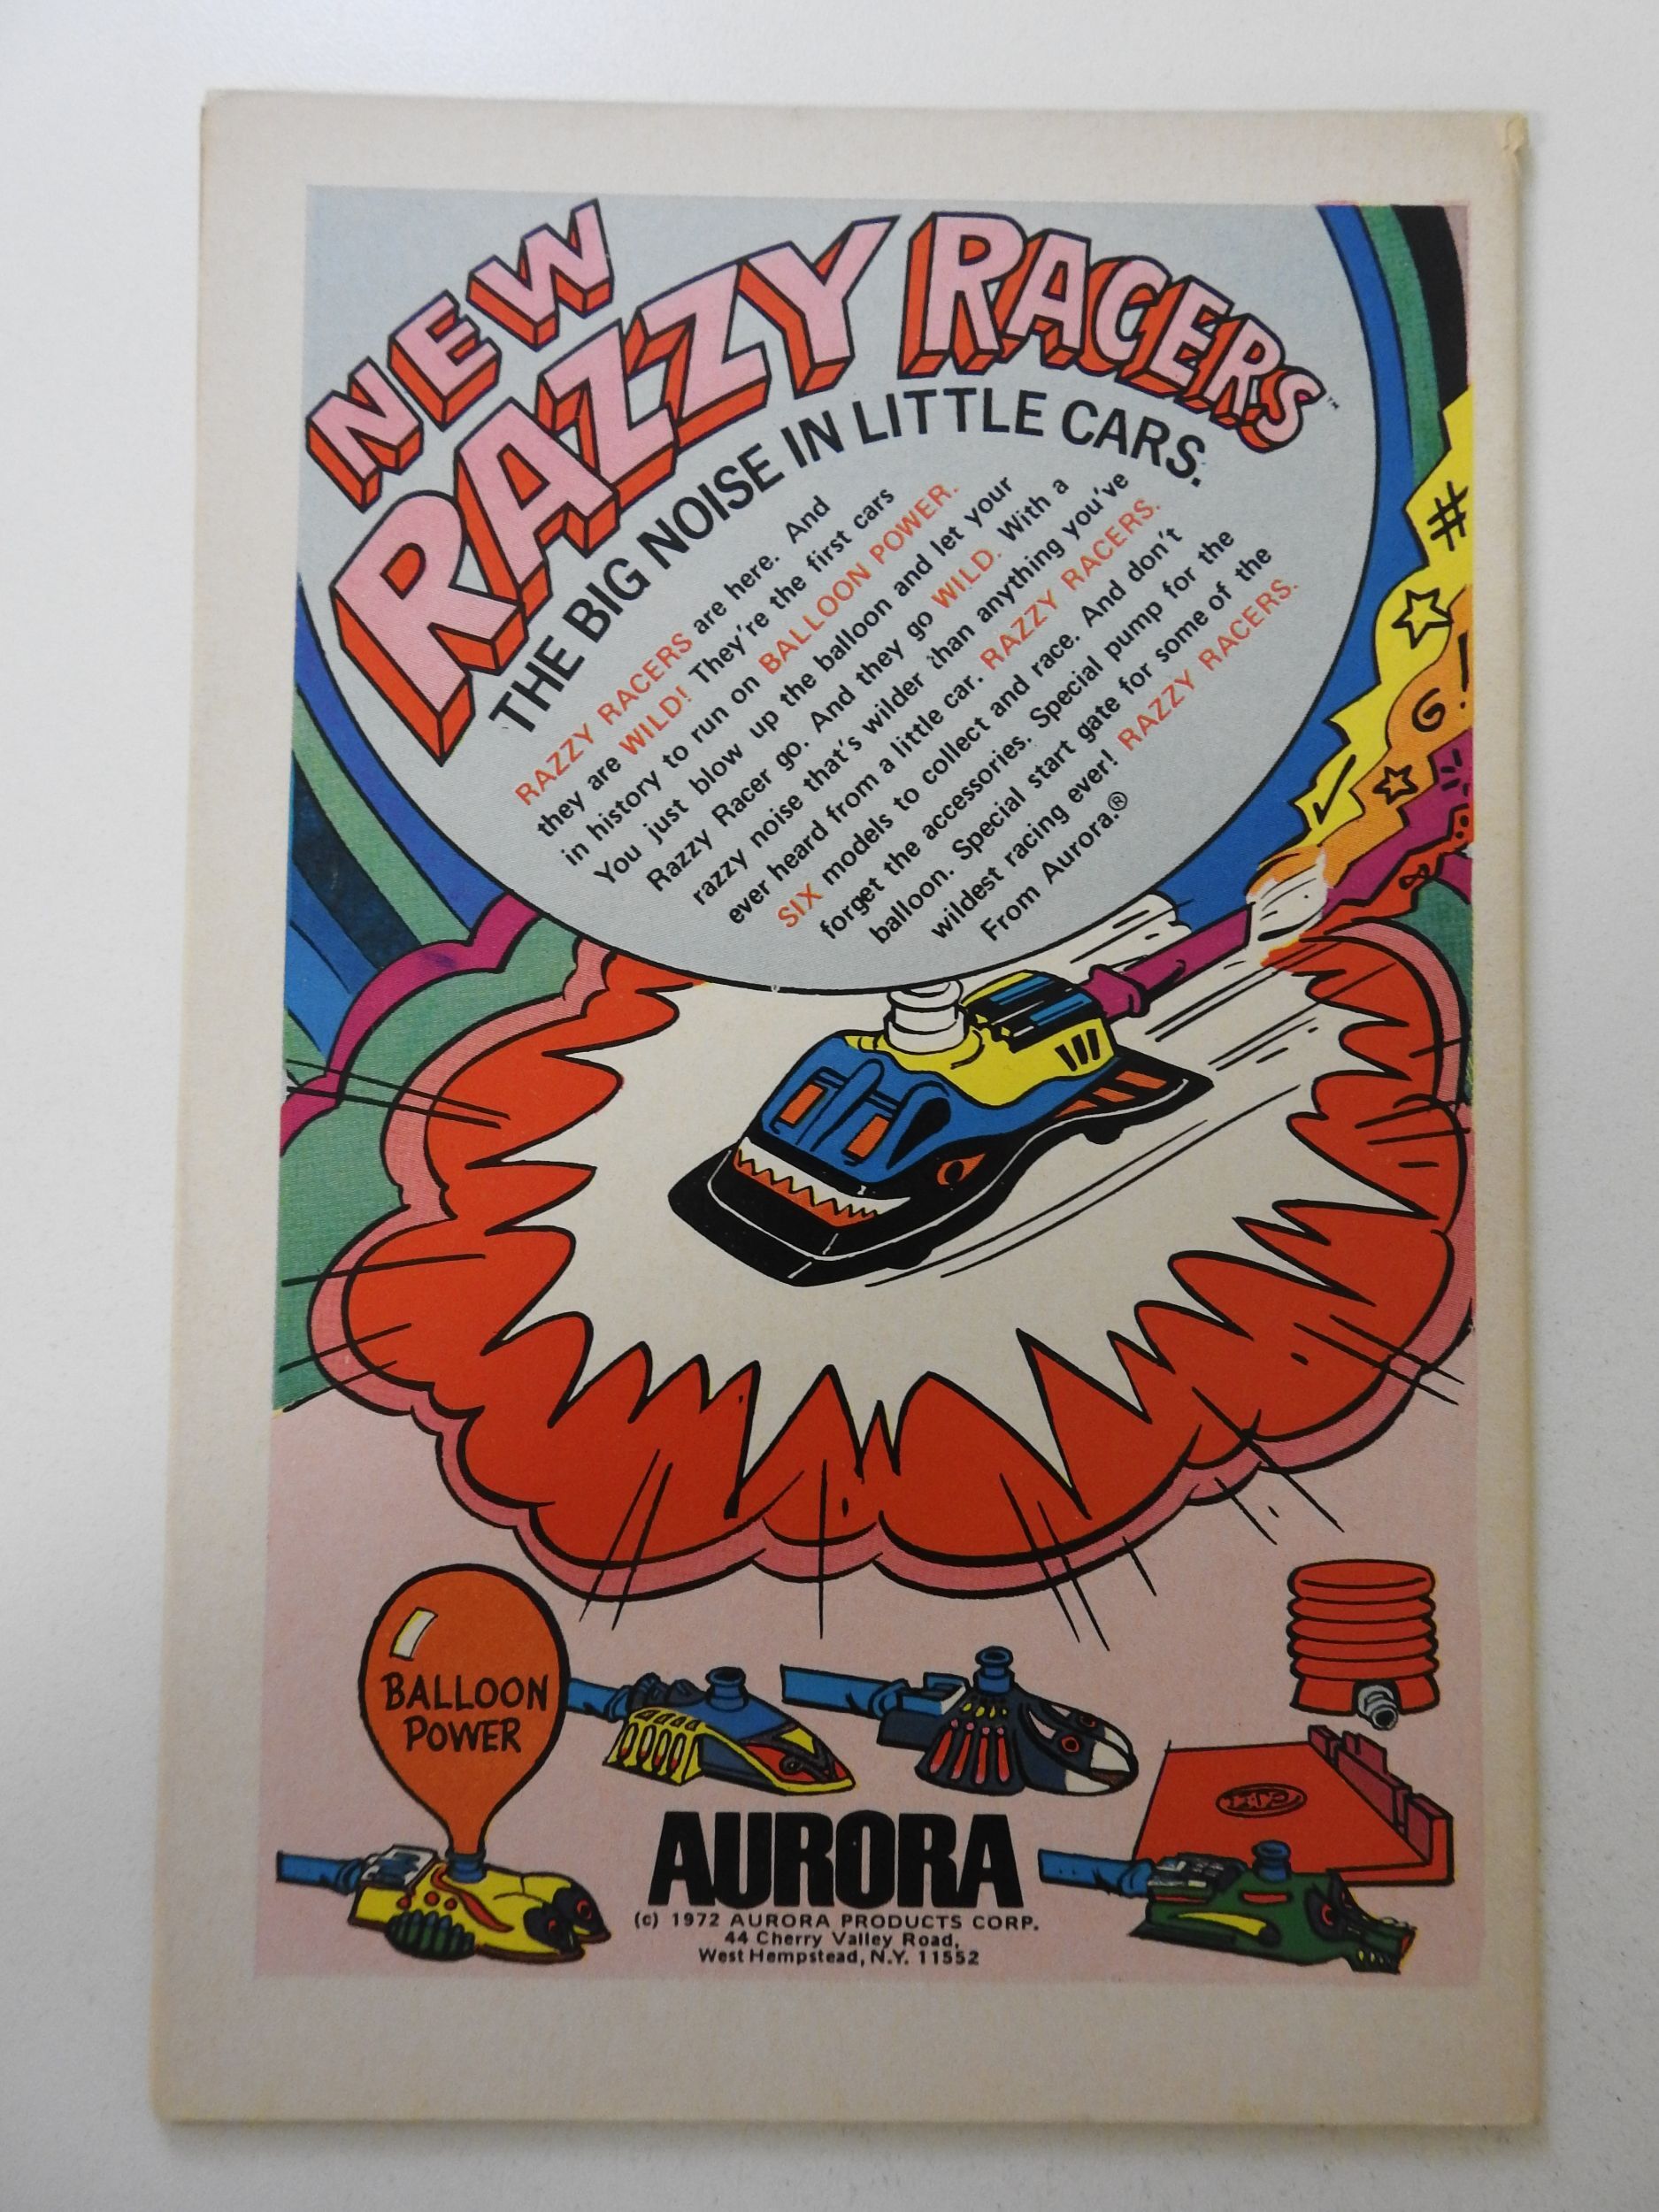 NEW
RAZZY RACERS™
THE BIG NOISE IN LITTLE CARS.
RAZZY RACERS are here. And
they are WILD! They're the first cars
in history to run on BALLOON POWER.
You just blow up the balloon and let your
Razzy Racer go. And they go WILD. With a
razzy noise that's wilder than anything you've
ever heard from a little car. RAZZY RACERS.
SIX models to collect and race. And don't
forget the accessories. Special pump for the
balloon. Special start gate for some of the
wildest racing ever! RAZZY RACERS.
From Aurora.®
#
G!
BALLOON
POWER
AURORA
(c) 1972 AURORA PRODUCTS CORP.
44 Cherry Valley Road,
West Hempstead, N.Y. 11552